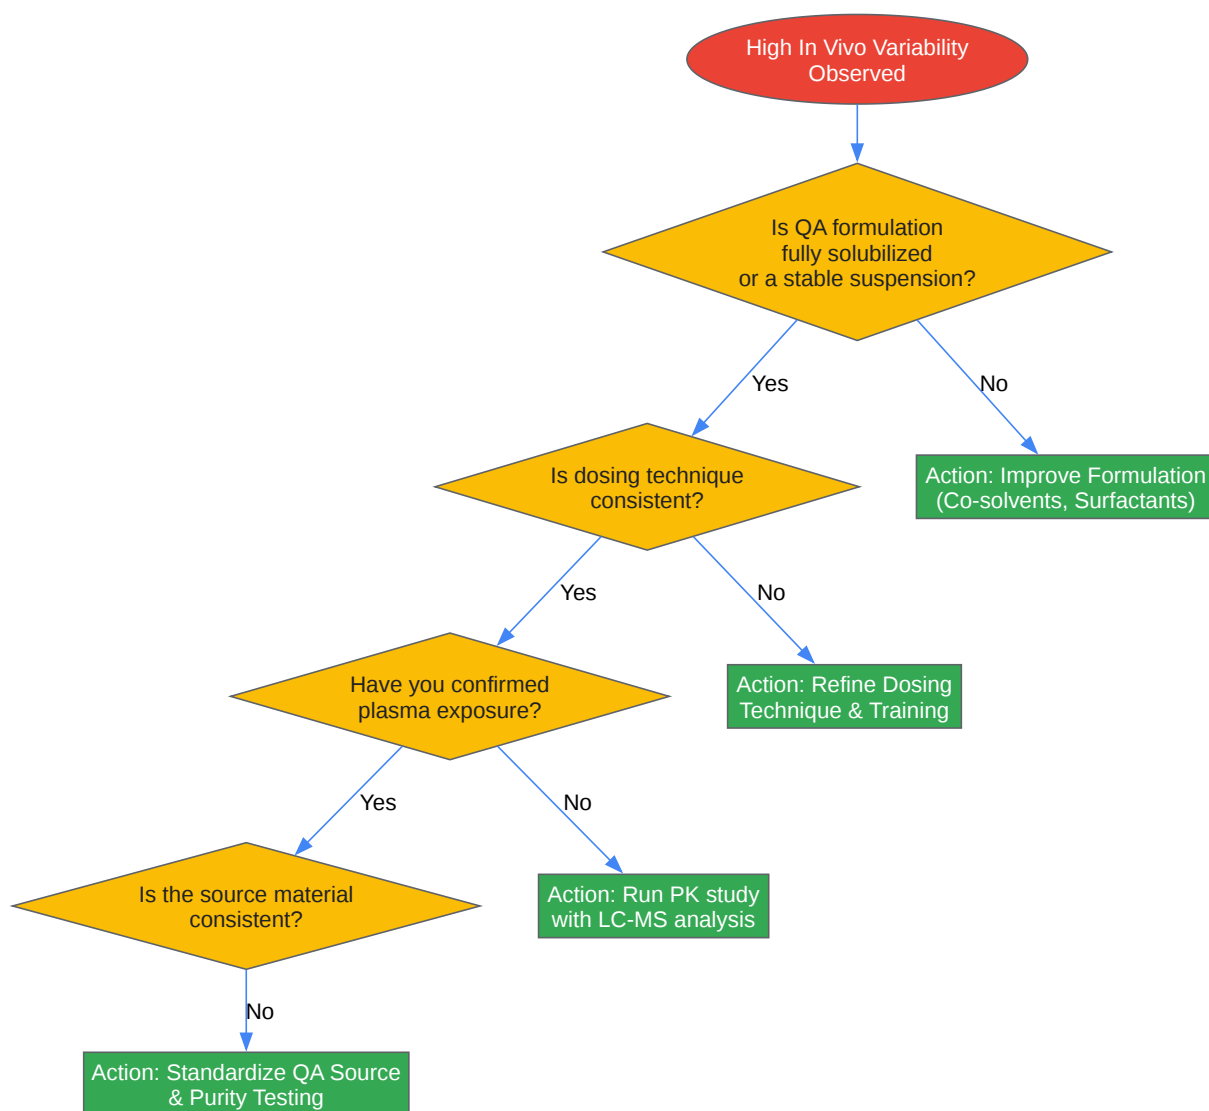 High In Vivo Variability
Observed
Is QA formulation
fully solubilized
or a stable suspension?
Yes
No
Is dosing technique
consistent?
Action: Improve Formulation
(Co-solvents, Surfactants)
Yes
No
Have you confirmed
plasma exposure?
Action: Refine Dosing
Technique & Training
Yes
No
Is the source material
consistent?
Action: Run PK study
with LC-MS analysis
No
Action: Standardize QA Source
& Purity Testing